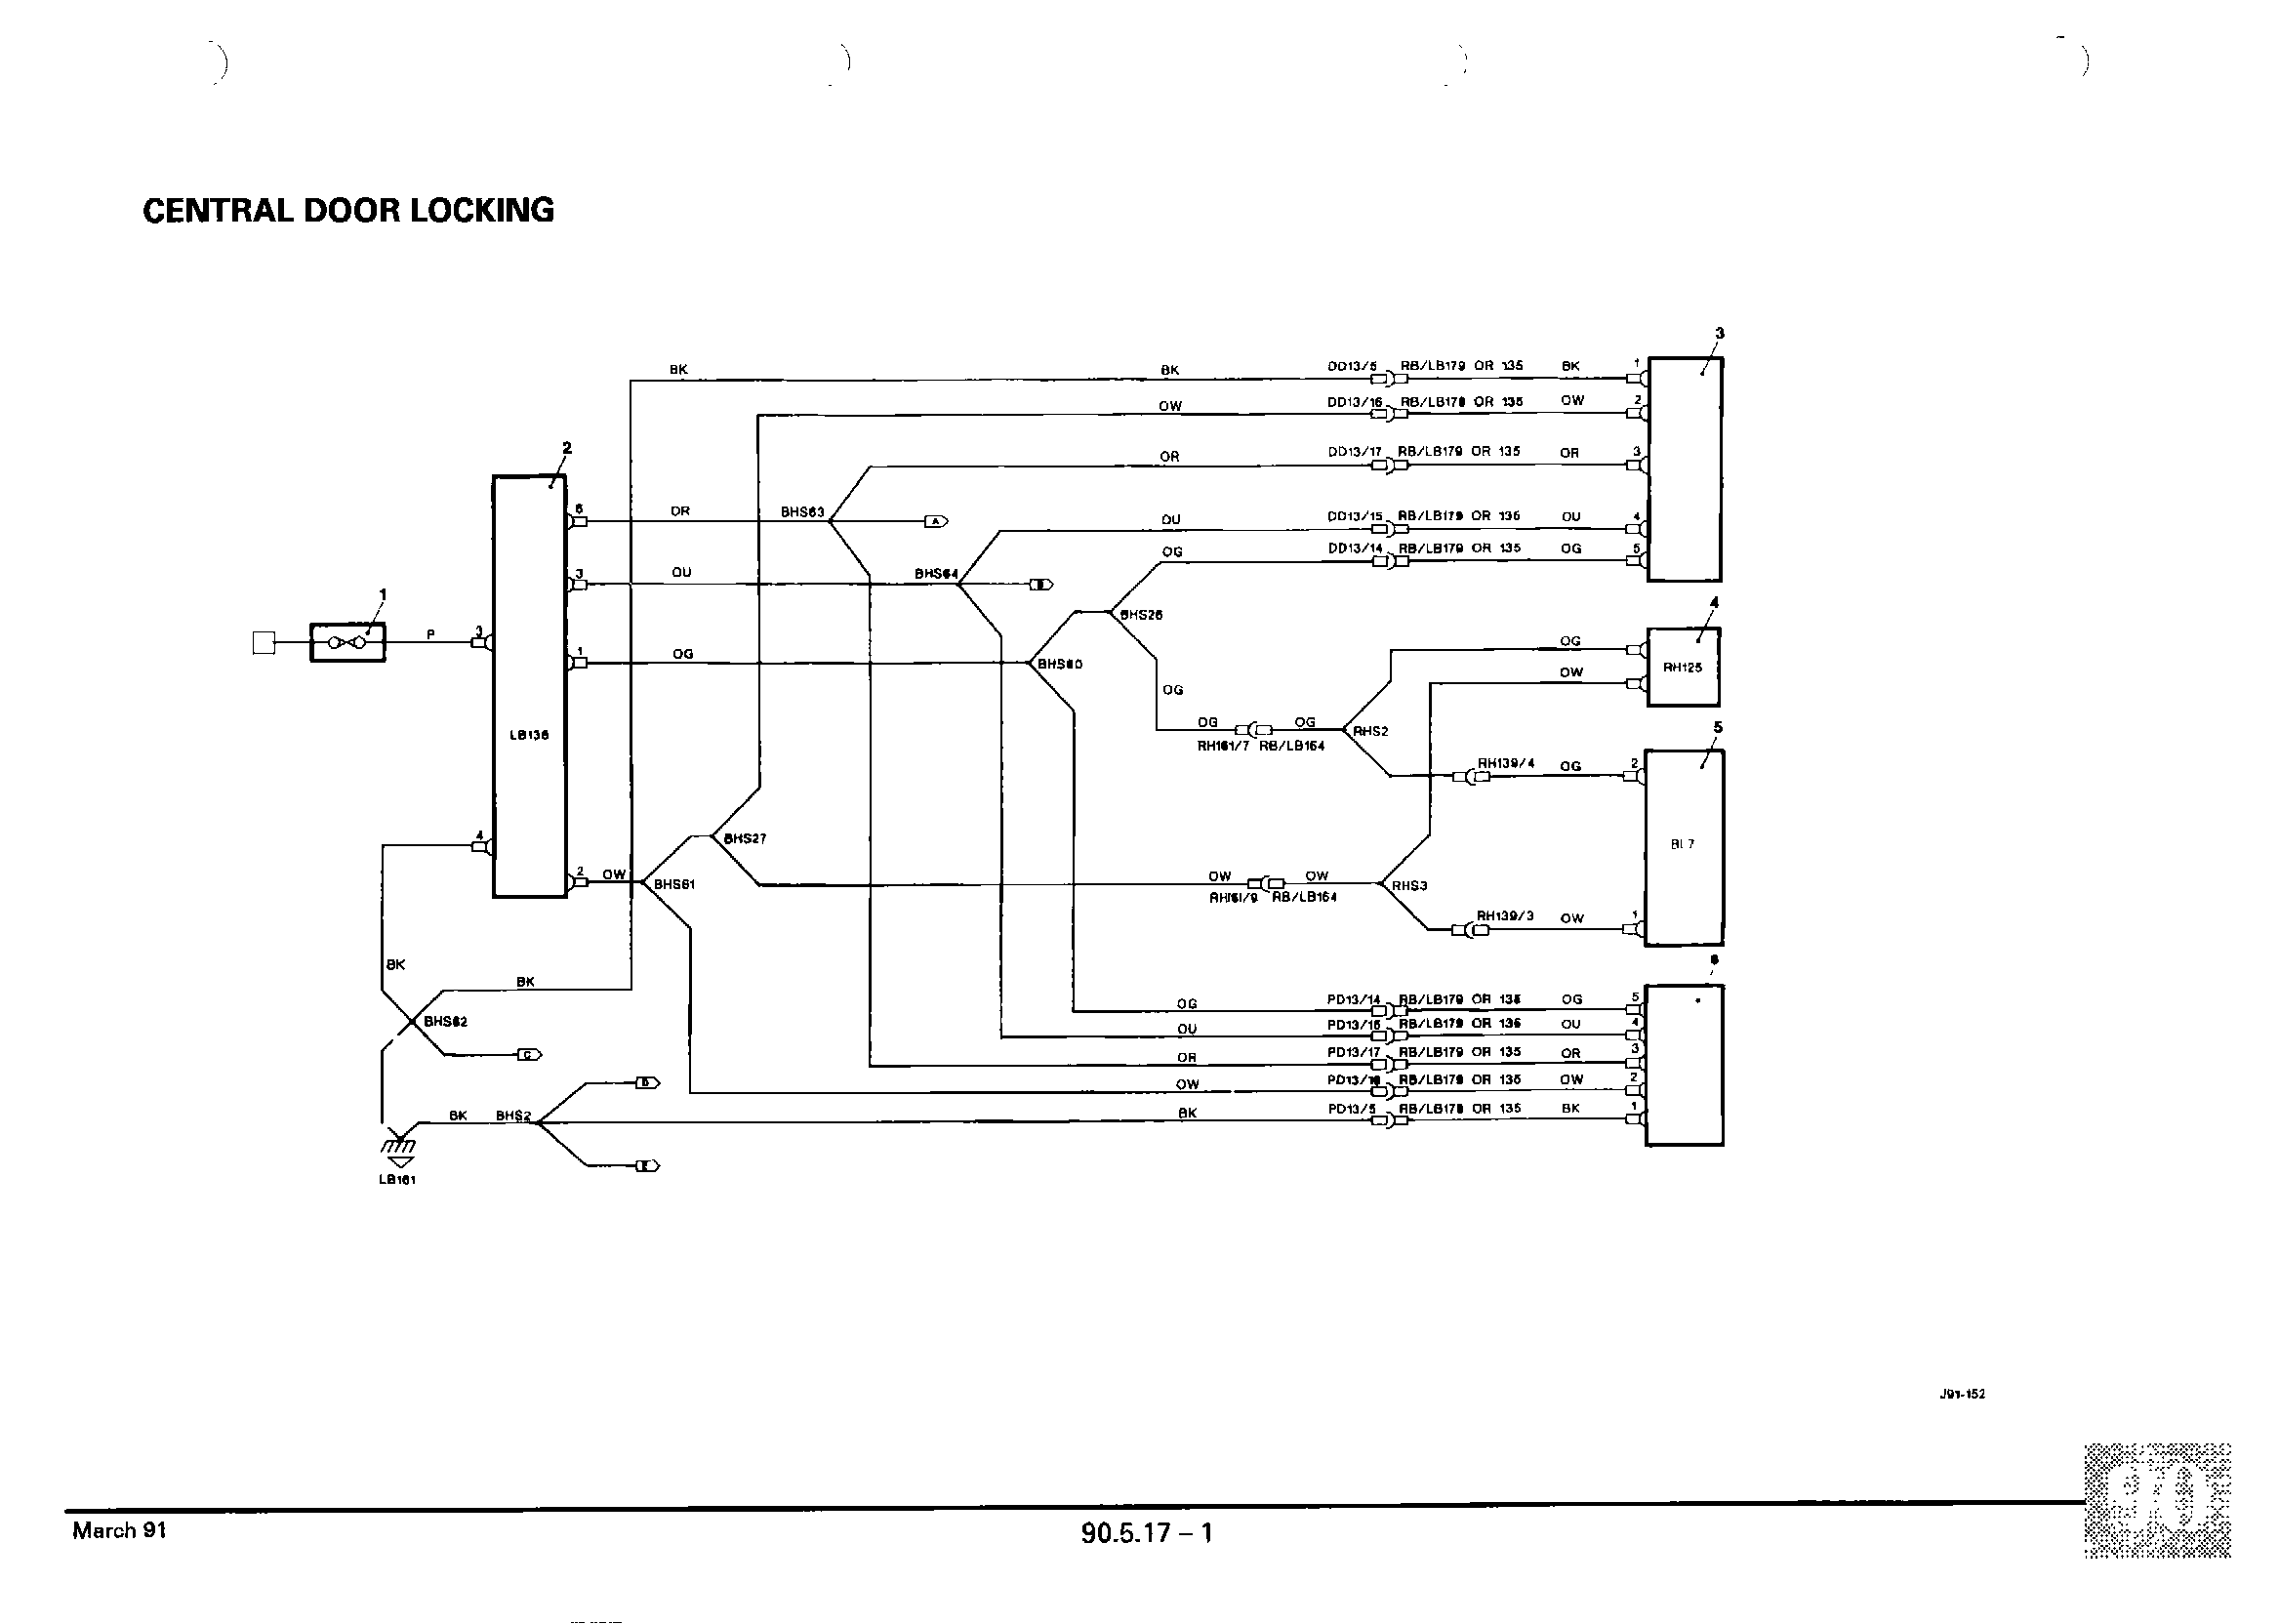 CENTRAL DOOR LOCKING
3
BK BK DD13/5 RB/LB179 OR 135 BK 1
OW DD13/16 RB/LB179 OR 135 OW 2
OR DD13/17 RB/LB179 OR 135 OR 3
2
6 OR BHS63 A
OU DD13/15 RB/LB179 OR 135 OU 4
OG DD13/14 RB/LB179 OR 135 OG 5
3 OU BHS64 B
1
P 3
BHS26
4
OG
RH125
OW
1 OG BHS60
OG
OG OG RHS2
RH161/7 RB/LB164
LB136
5
RH139/4 OG 2
4
BHS27
BL7
2 OW BHS61
OW OW RHS3
RH161/9 RB/LB164
RH139/3 OW 1
BK
BK
6
BHS62
OG PD13/14 RB/LB179 OR 135 OG 5
OU PD13/15 RB/LB179 OR 135 OU 4
C
OR PD13/17 RB/LB179 OR 135 OR 3
D
OW PD13/16 RB/LB179 OR 135 OW 2
BK BHS2
BK PD13/5 RB/LB179 OR 135 BK 1
E
LB161
J91-152
90
March 91
90.5.17 – 1